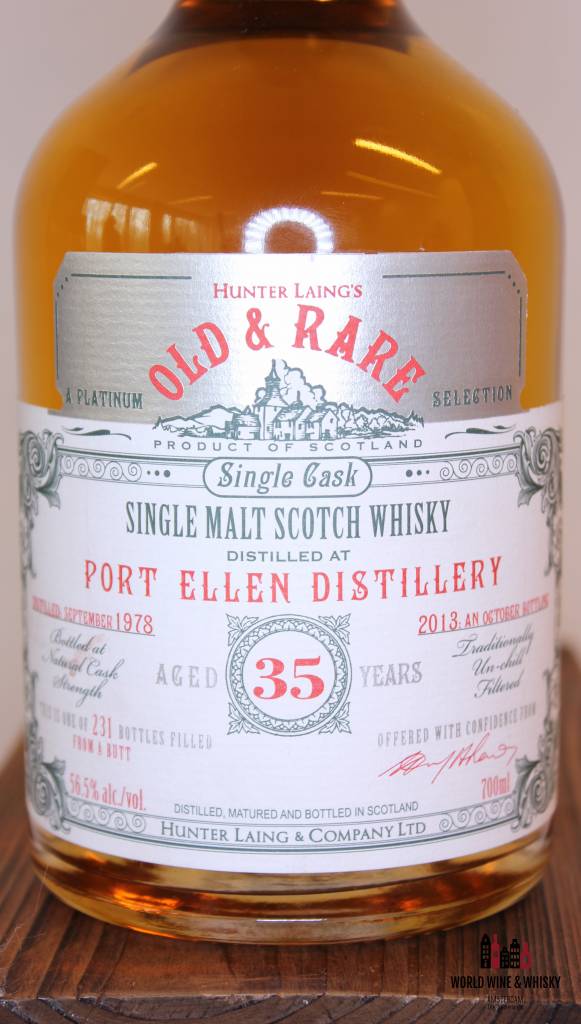 HUNTER LAING'S
OLD & RARE
A PLATINUM SELECTION
PRODUCT OF SCOTLAND
Single Cask
SINGLE MALT SCOTCH WHISKY
DISTILLED AT
PORT ELLEN DISTILLERY
DISTILLED: SEPTEMBER 1978
2013: AN OCTOBER BOTTLING
Bottled at
Natural Cask
Strength
Traditionally
Un-chill
Filtered
AGED 35 YEARS
THIS IS ONE OF 231 BOTTLES FILLED
FROM A BUTT
OFFERED WITH CONFIDENCE FROM
56.5% alc./vol.
700ml
DISTILLED, MATURED AND BOTTLED IN SCOTLAND
HUNTER LAING & COMPANY LTD
WORLD WINE & WHISKY
AMSTERDAM